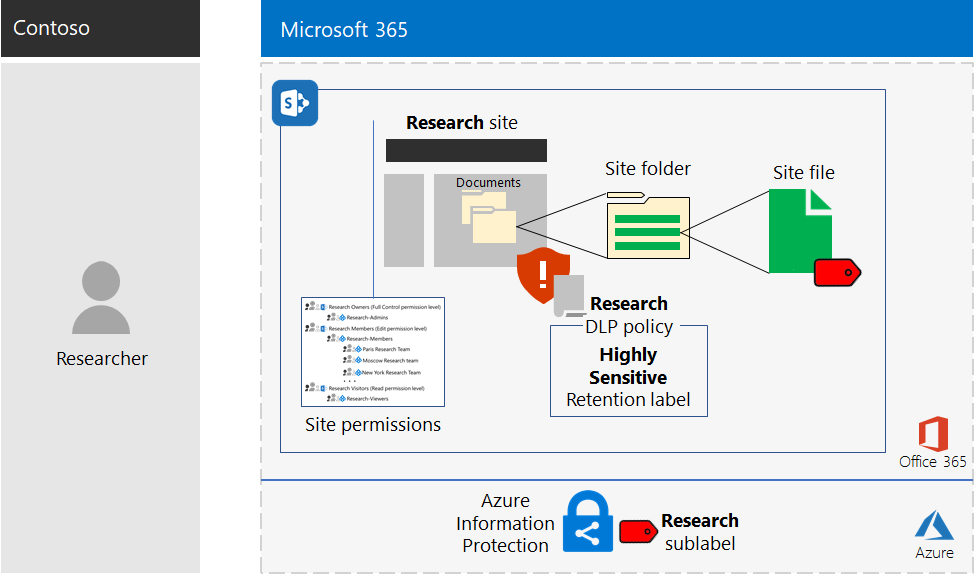 Contoso
Microsoft 365
Researcher
S
Research site
Documents
Site folder
Site file
Research Owners (Full Control permission level)
Research-Admins
Research Members (Edit permission level)
Research-Members
Paris Research Team
Moscow Research team
New York Research Team
...
Research Visitors (Read permission level)
Research-Viewers
Site permissions
Research
DLP policy
Highly
Sensitive
Retention label
Office 365
Azure
Information
Protection
Research
sublabel
Azure